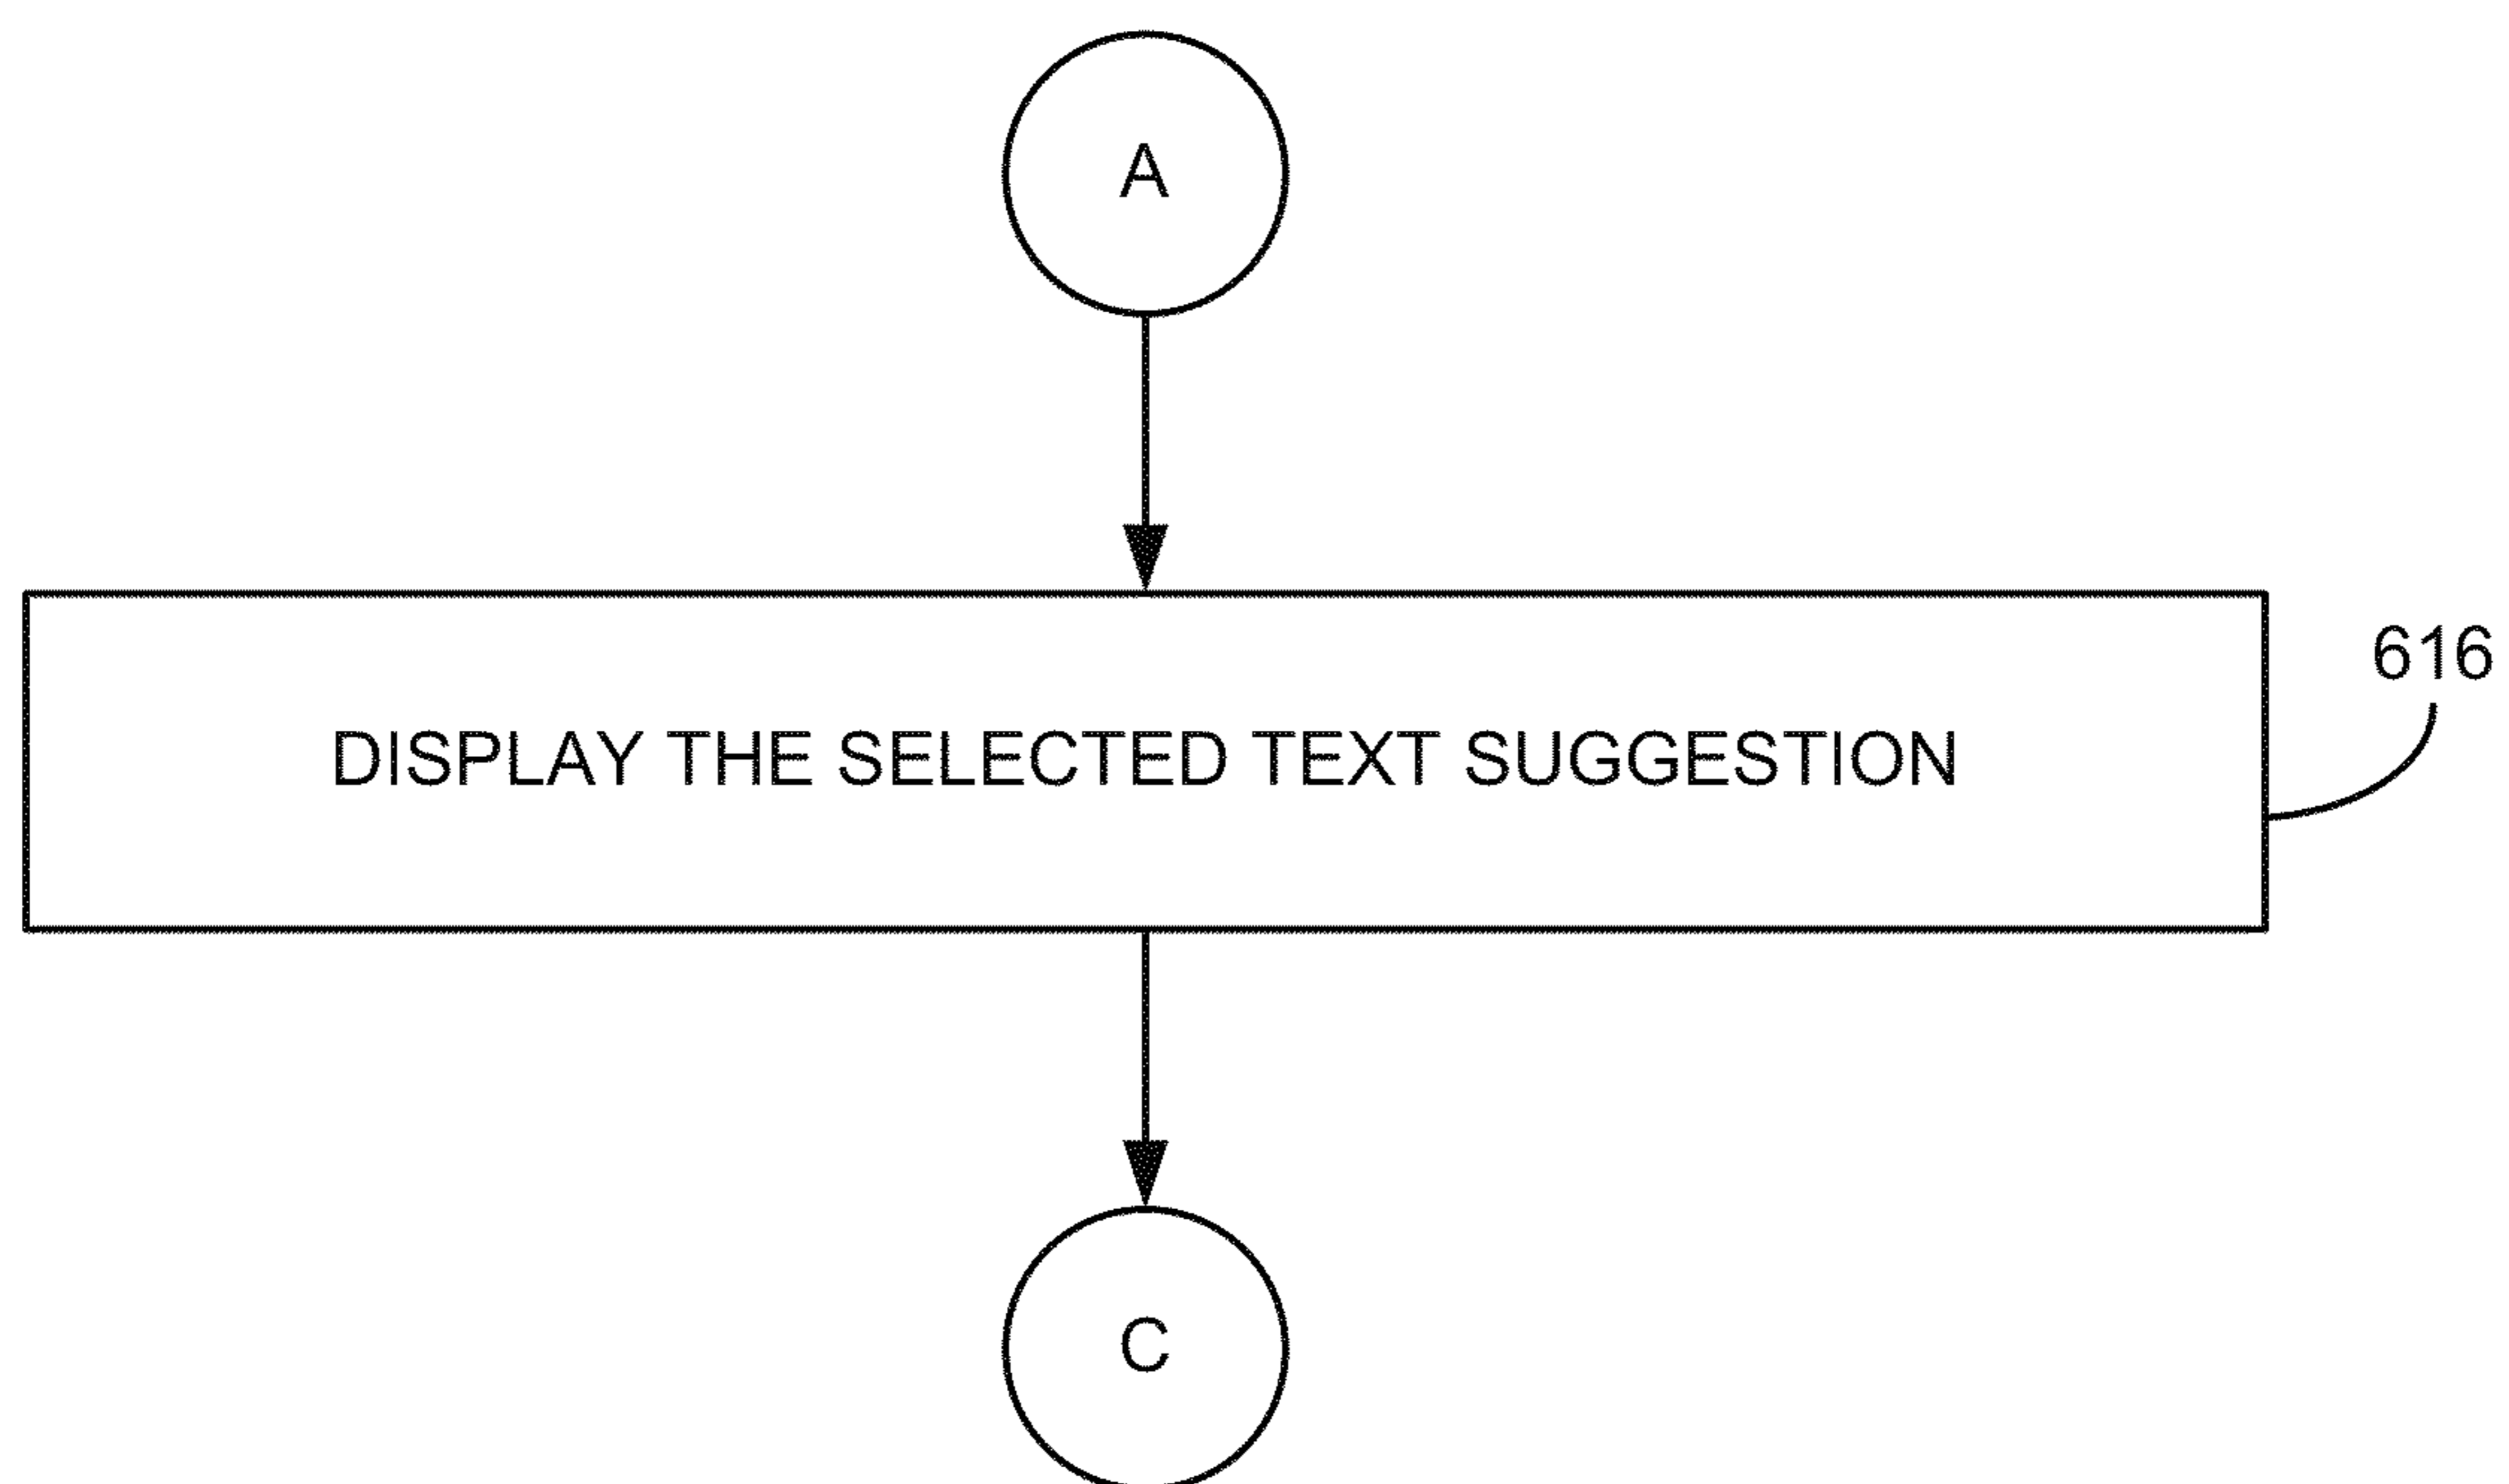 A
616
DISPLAY THE SELECTED TEXT SUGGESTION
C